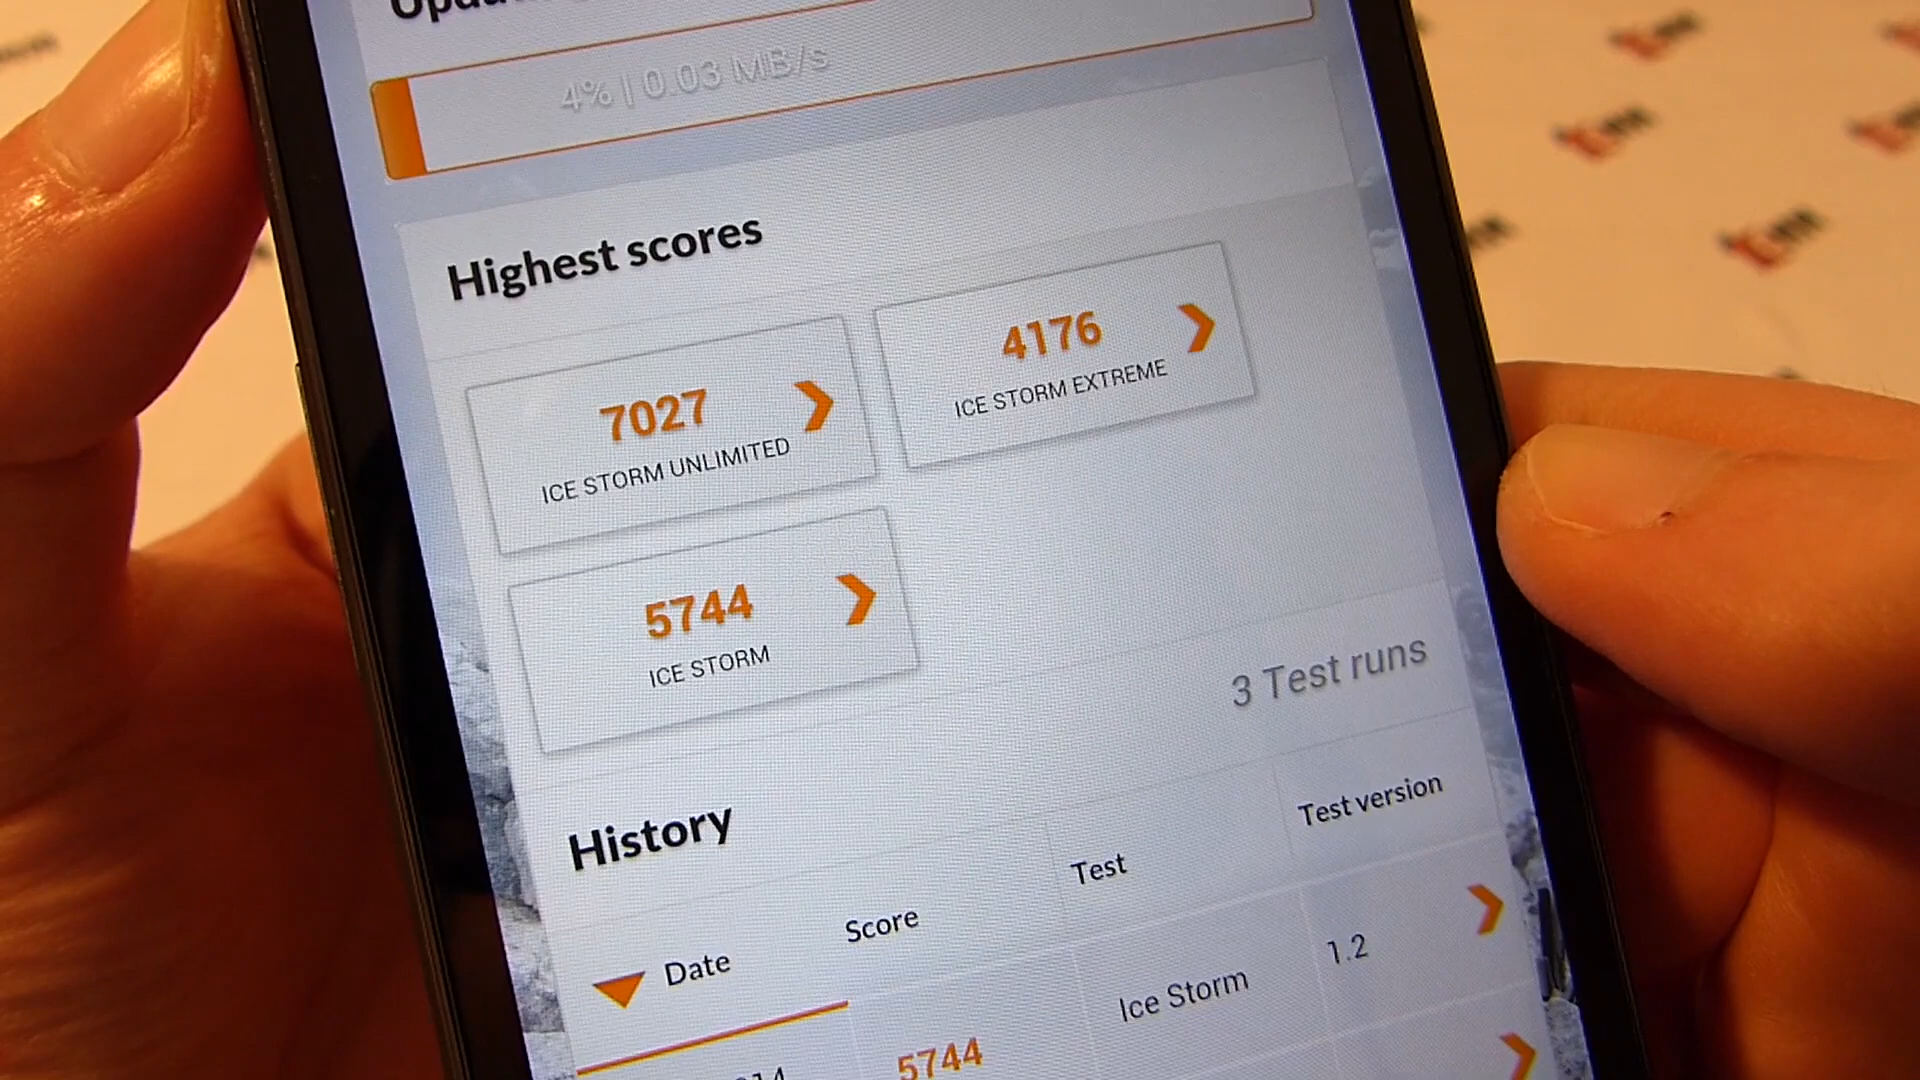 4% | 0.03 MB/s
Highest scores
7027
ICE STORM UNLIMITED
4176
ICE STORM EXTREME
5744
ICE STORM
3 Test runs
History
Date
Score
Test
Test version
5744
Ice Storm
1.2